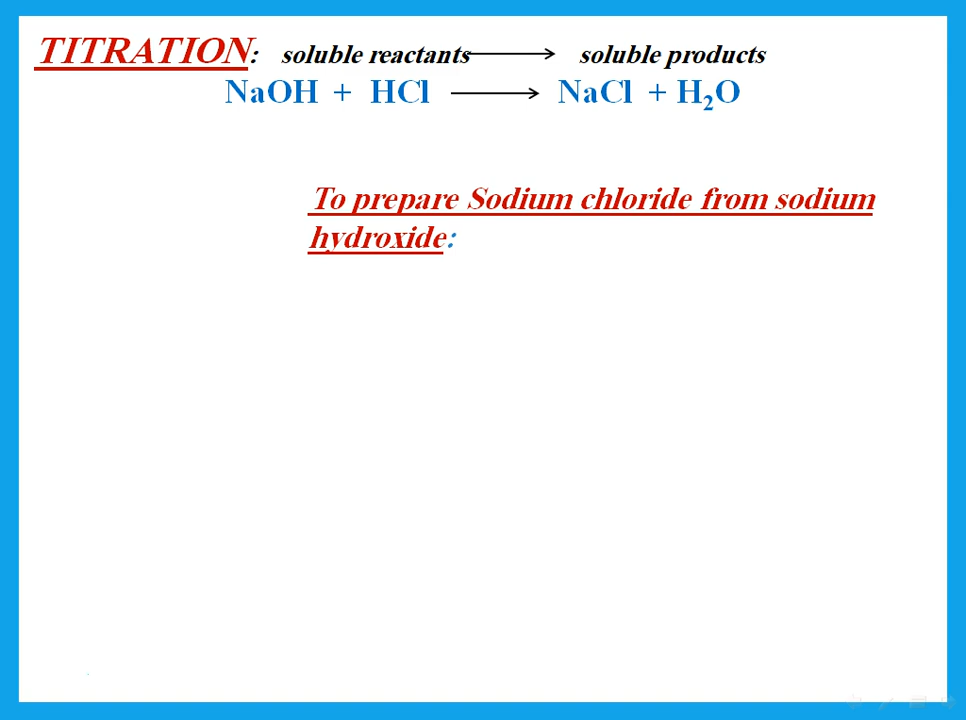 TITRATION: soluble reactants ⟶ soluble products
NaOH + HCl ⟶ NaCl + H₂O
To prepare Sodium chloride from sodium
hydroxide: